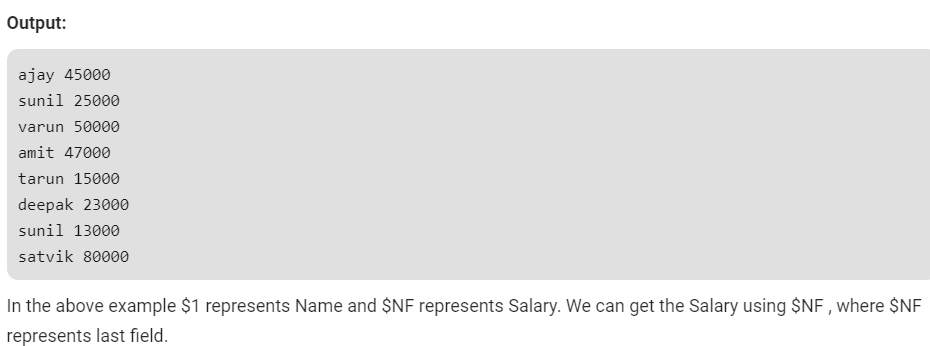 Output:
ajay 45000
sunil 25000
varun 50000
amit 47000
tarun 15000
deepak 23000
sunil 13000
satvik 80000
In the above example $1 represents Name and $NF represents Salary. We can get the Salary using $NF , where $NF
represents last field.